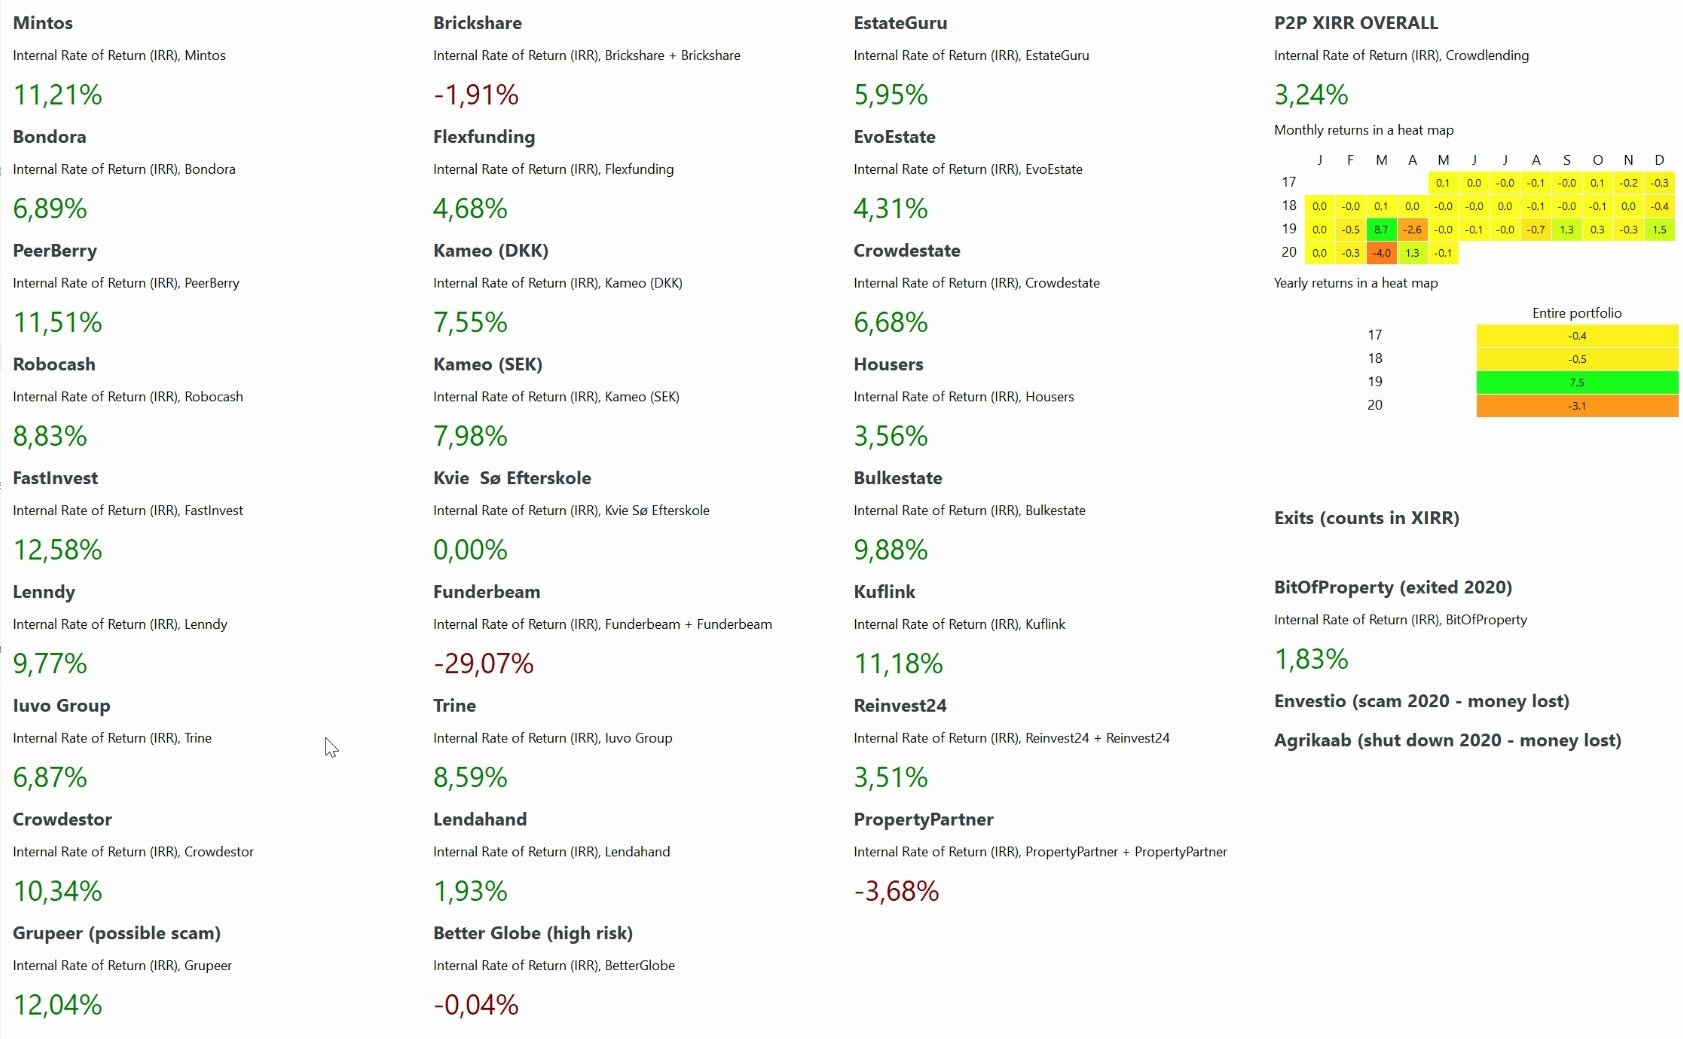 Mintos
Internal Rate of Return (IRR), Mintos
11,21%
Bondora
Internal Rate of Return (IRR), Bondora
6,89%
PeerBerry
Internal Rate of Return (IRR), PeerBerry
11,51%
Robocash
Internal Rate of Return (IRR), Robocash
8,83%
FastInvest
Internal Rate of Return (IRR), FastInvest
12,58%
Lenndy
Internal Rate of Return (IRR), Lenndy
9,77%
Iuvo Group
Internal Rate of Return (IRR), Trine
6,87%
Crowdestor
Internal Rate of Return (IRR), Crowdestor
10,34%
Grupeer (possible scam)
Internal Rate of Return (IRR), Grupeer
12,04%
Brickshare
Internal Rate of Return (IRR), Brickshare + Brickshare
-1,91%
Flexfunding
Internal Rate of Return (IRR), Flexfunding
4,68%
Kameo (DKK)
Internal Rate of Return (IRR), Kameo (DKK)
7,55%
Kameo (SEK)
Internal Rate of Return (IRR), Kameo (SEK)
7,98%
Kvie Sø Efterskole
Internal Rate of Return (IRR), Kvie Sø Efterskole
0,00%
Funderbeam
Internal Rate of Return (IRR), Funderbeam + Funderbeam
-29,07%
Trine
Internal Rate of Return (IRR), Iuvo Group
8,59%
Lendahand
Internal Rate of Return (IRR), Lendahand
1,93%
Better Globe (high risk)
Internal Rate of Return (IRR), BetterGlobe
-0,04%
EstateGuru
Internal Rate of Return (IRR), EstateGuru
5,95%
EvoEstate
Internal Rate of Return (IRR), EvoEstate
4,31%
Crowdestate
Internal Rate of Return (IRR), Crowdestate
6,68%
Housers
Internal Rate of Return (IRR), Housers
3,56%
Bulkestate
Internal Rate of Return (IRR), Bulkestate
9,88%
Kuflink
Internal Rate of Return (IRR), Kuflink
11,18%
Reinvest24
Internal Rate of Return (IRR), Reinvest24 + Reinvest24
3,51%
PropertyPartner
Internal Rate of Return (IRR), PropertyPartner + PropertyPartner
-3,68%
P2P XIRR OVERALL
Internal Rate of Return (IRR), Crowdlending
3,24%
Monthly returns in a heat map
J F M A M J J A S O N D
17 0,1 0,0 -0,0 -0,1 -0,0 0,1 -0,2 -0,3
18 0,0 -0,0 0,1 0,0 -0,0 -0,0 0,0 -0,1 -0,0 -0,1 0,0 -0,4
19 0,0 -0,5 8,7 -2,6 -0,0 -0,1 -0,0 -0,7 1,3 0,3 -0,3 1,5
20 0,0 -0,3 -4,0 1,3 -0,1
Yearly returns in a heat map
Entire portfolio
17 -0,4
18 -0,5
19 7,5
20 -3,1
Exits (counts in XIRR)
BitOfProperty (exited 2020)
Internal Rate of Return (IRR), BitOfProperty
1,83%
Envestio (scam 2020 - money lost)
Agrikaab (shut down 2020 - money lost)